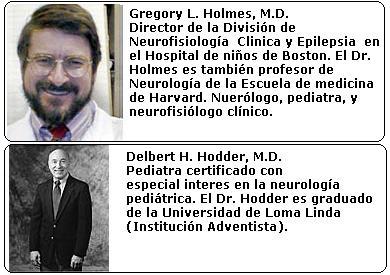 Gregory L. Holmes, M.D.
Director de la División de
Neurofisiología  Clinica y Epilepsia  en
el Hospital de niños de Boston. El Dr.
Holmes es también profesor de
Neurología de la Escuela de medicina
de Harvard. Nuerólogo, pediatra, y
neurofisiólogo clínico.
Delbert H. Hodder, M.D.
Pediatra certificado con
especial interes en la neurología
pediátrica. El Dr. Hodder es graduado
de la Universidad de Loma Linda
(Institución Adventista).